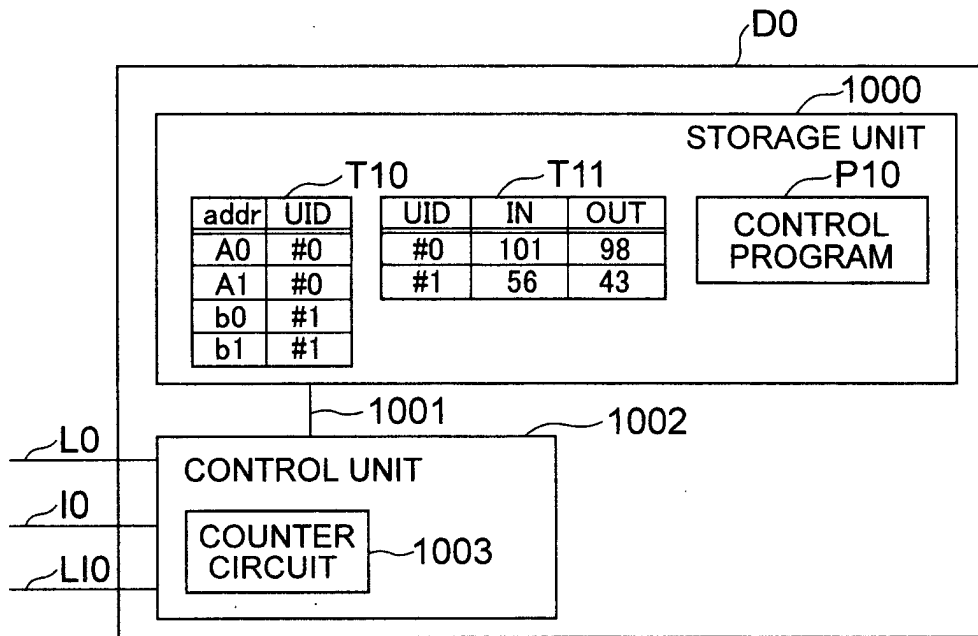 D0
1000
STORAGE UNIT
T10
T11
P10
addr UID
A0 #0
A1 #0
b0 #1
b1 #1
UID IN OUT
#0 101 98
#1 56 43
CONTROL
PROGRAM
1001
1002
L0
I0
LI0
CONTROL UNIT
COUNTER
CIRCUIT
1003